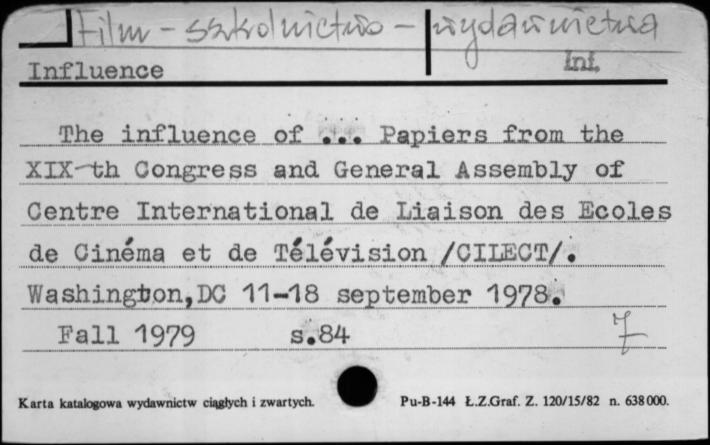 Film - szkolnictwo - wydawnictwa
Influence Inf.
The influence of ... Papiers from the
XIX-th Congress and General Assembly of
Centre International de Liaison des Ecoles
de Cinéma et de Télévision /CILECT/.
Washington,DC 11-18 september 1978.
Fall 1979 s.84 7
Karta katalogowa wydawnictw ciągłych i zwartych. Pu-B-144 Ł.Z.Graf. Z. 120/15/82 n. 638000.